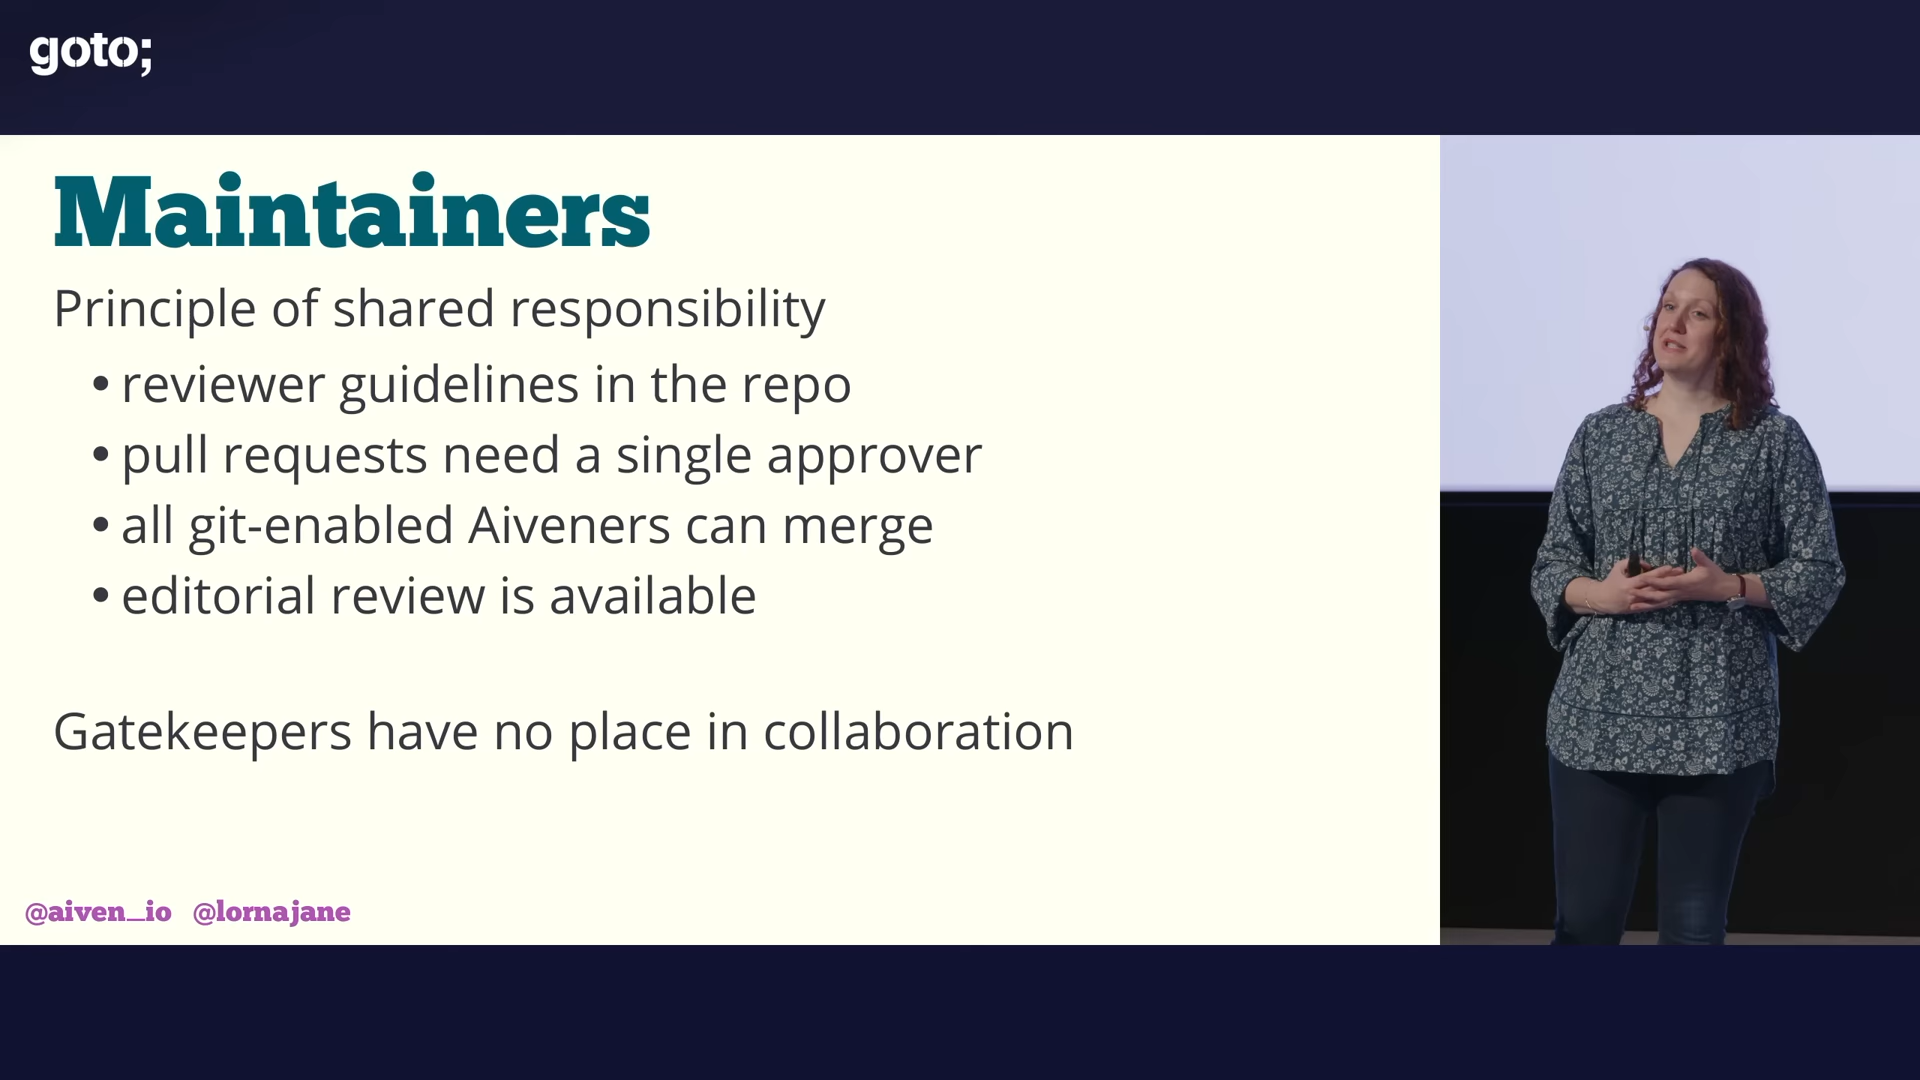 goto;
Maintainers
Principle of shared responsibility
• reviewer guidelines in the repo
• pull requests need a single approver
• all git-enabled Aiveners can merge
• editorial review is available
Gatekeepers have no place in collaboration
@aiven_io @lornajane